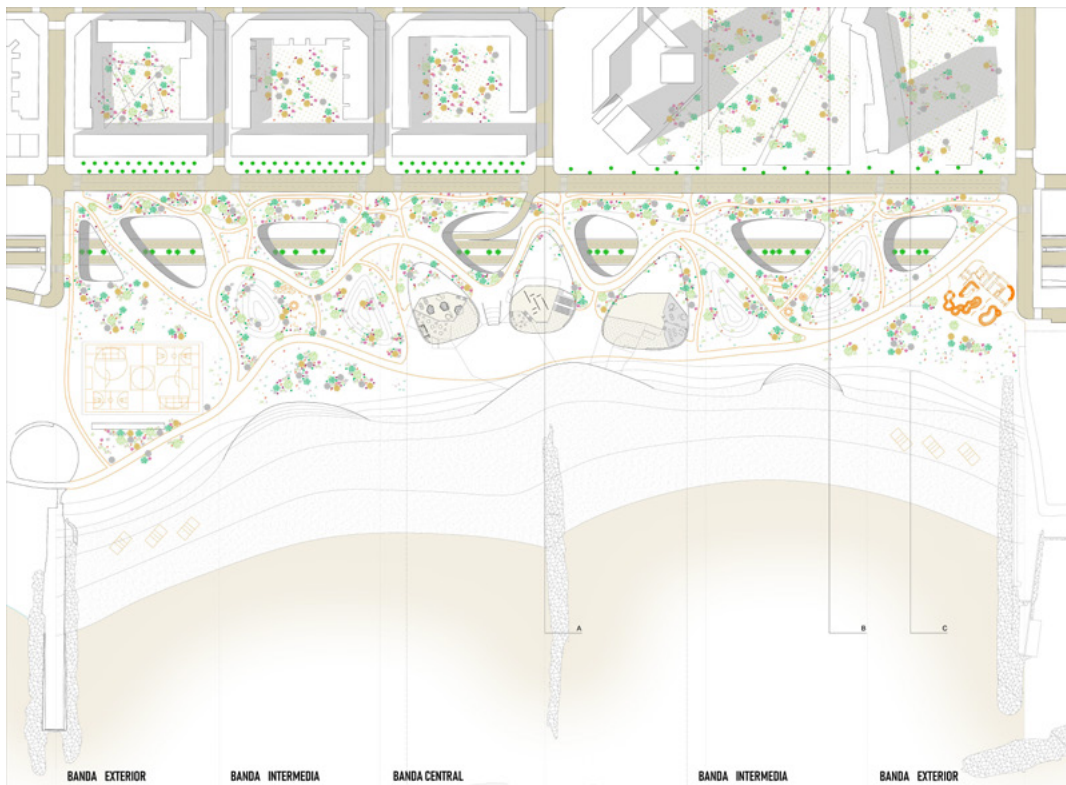 A
B
C
BANDA EXTERIOR
BANDA INTERMEDIA
BANDA CENTRAL
BANDA INTERMEDIA
BANDA EXTERIOR